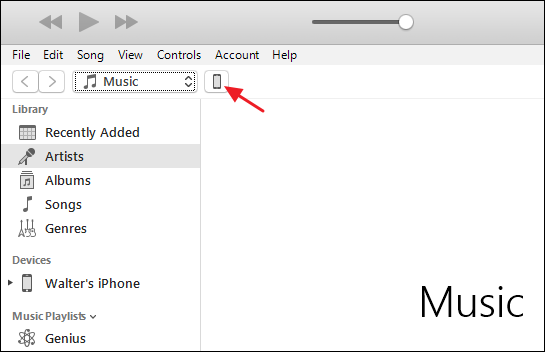 File Edit Song View Controls Account Help
Music
Library
Recently Added
Artists
Albums
Songs
Genres
Devices
Walter's iPhone
Music
Music Playlists
Genius